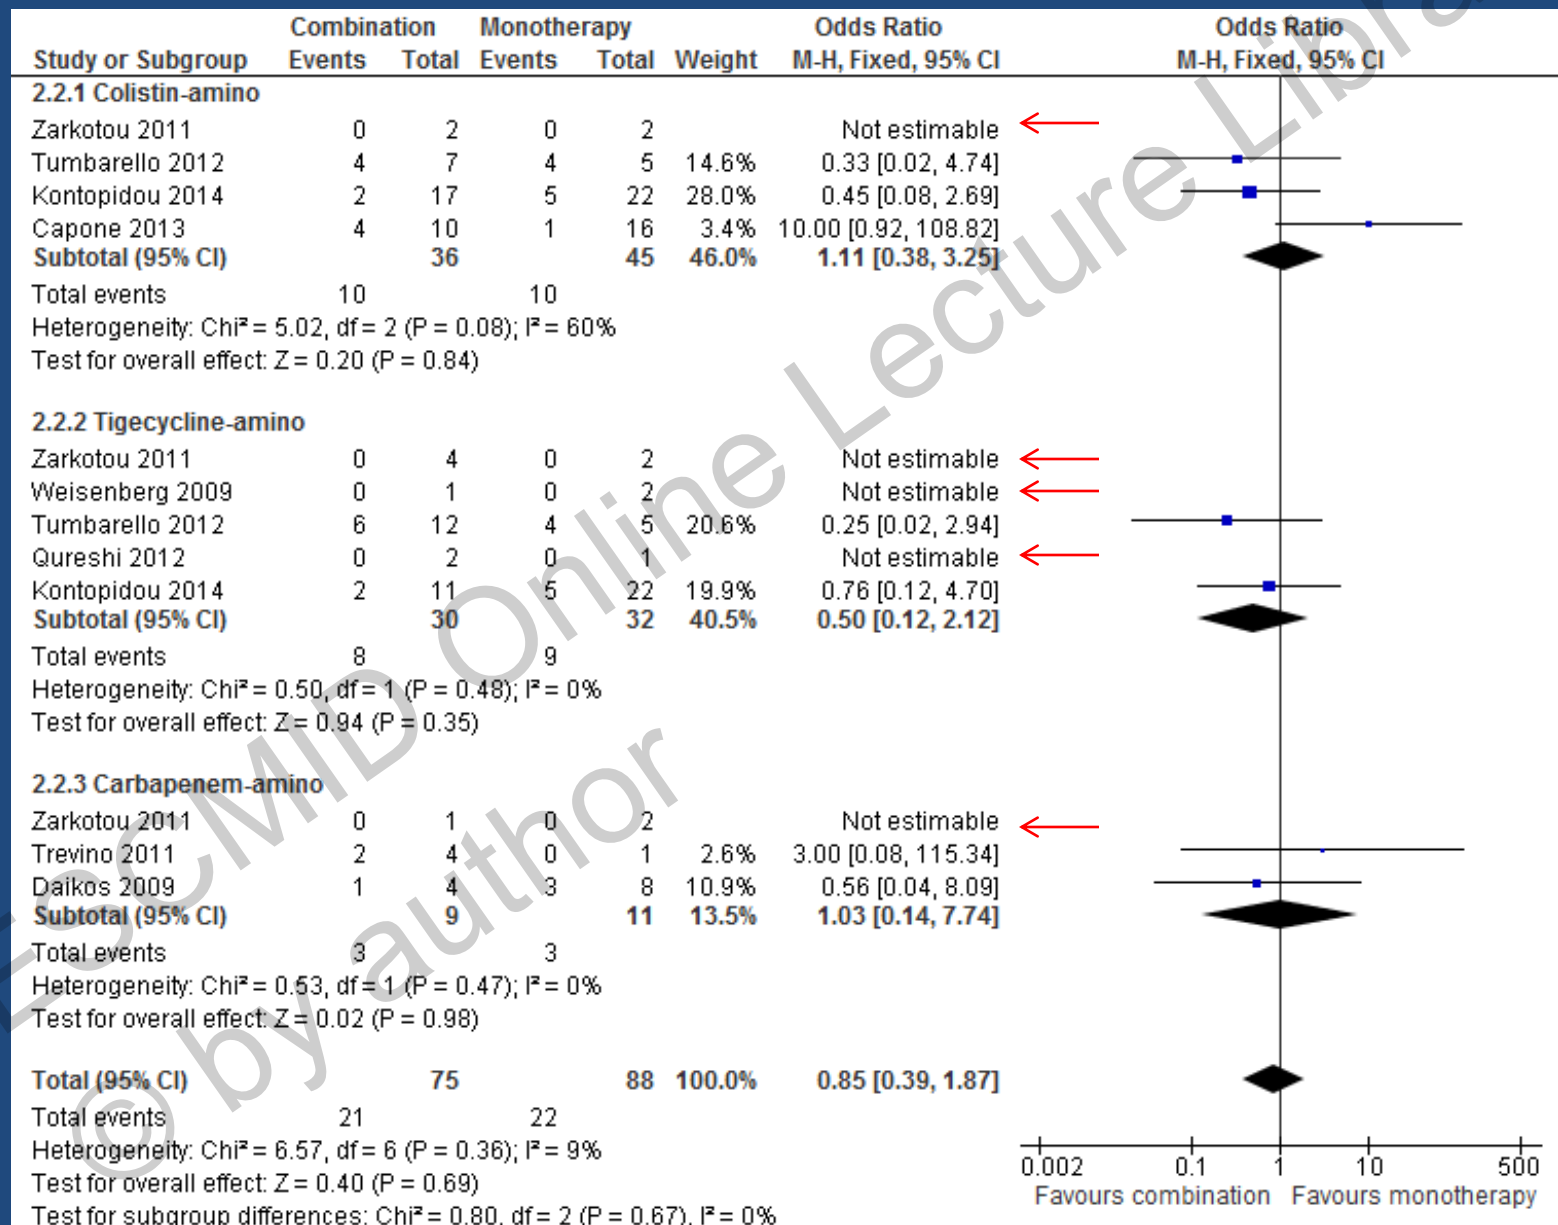 Combination Monotherapy Odds Ratio Odds Ratio
Study or Subgroup Events Total Events Total Weight M-H, Fixed, 95% CI M-H, Fixed, 95% CI
2.2.1 Colistin-amino
Zarkotou 2011 0 2 0 2 Not estimable
Tumbarello 2012 4 7 4 5 14.6% 0.33 [0.02, 4.74]
Kontopidou 2014 2 17 5 22 28.0% 0.45 [0.08, 2.69]
Capone 2013 4 10 1 16 3.4% 10.00 [0.92, 108.82]
Subtotal (95% CI) 36 45 46.0% 1.11 [0.38, 3.25]
Total events 10 10
Heterogeneity: Chi² = 5.02, df = 2 (P = 0.08); I² = 60%
Test for overall effect: Z = 0.20 (P = 0.84)
2.2.2 Tigecycline-amino
Zarkotou 2011 0 4 0 2 Not estimable
Weisenberg 2009 0 1 0 2 Not estimable
Tumbarello 2012 6 12 4 5 20.6% 0.25 [0.02, 2.94]
Qureshi 2012 0 2 0 1 Not estimable
Kontopidou 2014 2 11 5 22 19.9% 0.76 [0.12, 4.70]
Subtotal (95% CI) 30 32 40.5% 0.50 [0.12, 2.12]
Total events 8 9
Heterogeneity: Chi² = 0.50, df = 1 (P = 0.48); I² = 0%
Test for overall effect: Z = 0.94 (P = 0.35)
2.2.3 Carbapenem-amino
Zarkotou 2011 0 1 0 2 Not estimable
Trevino 2011 2 4 0 1 2.6% 3.00 [0.08, 115.34]
Daikos 2009 1 4 3 8 10.9% 0.56 [0.04, 8.09]
Subtotal (95% CI) 9 11 13.5% 1.03 [0.14, 7.74]
Total events 3 3
Heterogeneity: Chi² = 0.53, df = 1 (P = 0.47); I² = 0%
Test for overall effect: Z = 0.02 (P = 0.98)
Total (95% CI) 75 88 100.0% 0.85 [0.39, 1.87]
Total events 21 22
Heterogeneity: Chi² = 6.57, df = 6 (P = 0.36); I² = 9%
Test for overall effect: Z = 0.40 (P = 0.69)
Test for subgroup differences: Chi² = 0.80, df = 2 (P = 0.67), I² = 0%
0.002 0.1 1 10 500
Favours combination Favours monotherapy
ESCMID Online Lecture
© by author